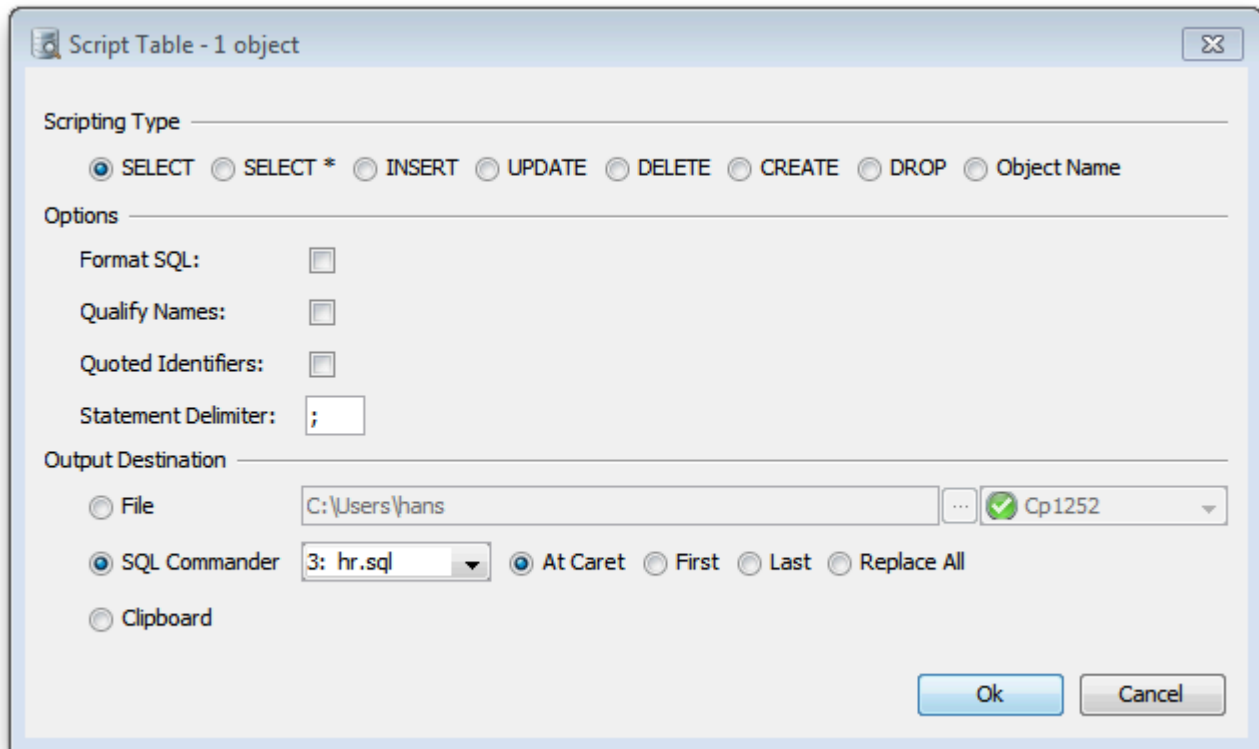 Script Table - 1 object
Scripting Type
SELECT SELECT * INSERT UPDATE DELETE CREATE DROP Object Name
Options
Format SQL:
Qualify Names:
Quoted Identifiers:
Statement Delimiter: ;
Output Destination
File C:\Users\hans ... Cp1252
SQL Commander 3: hr.sql At Caret First Last Replace All
Clipboard
Ok Cancel